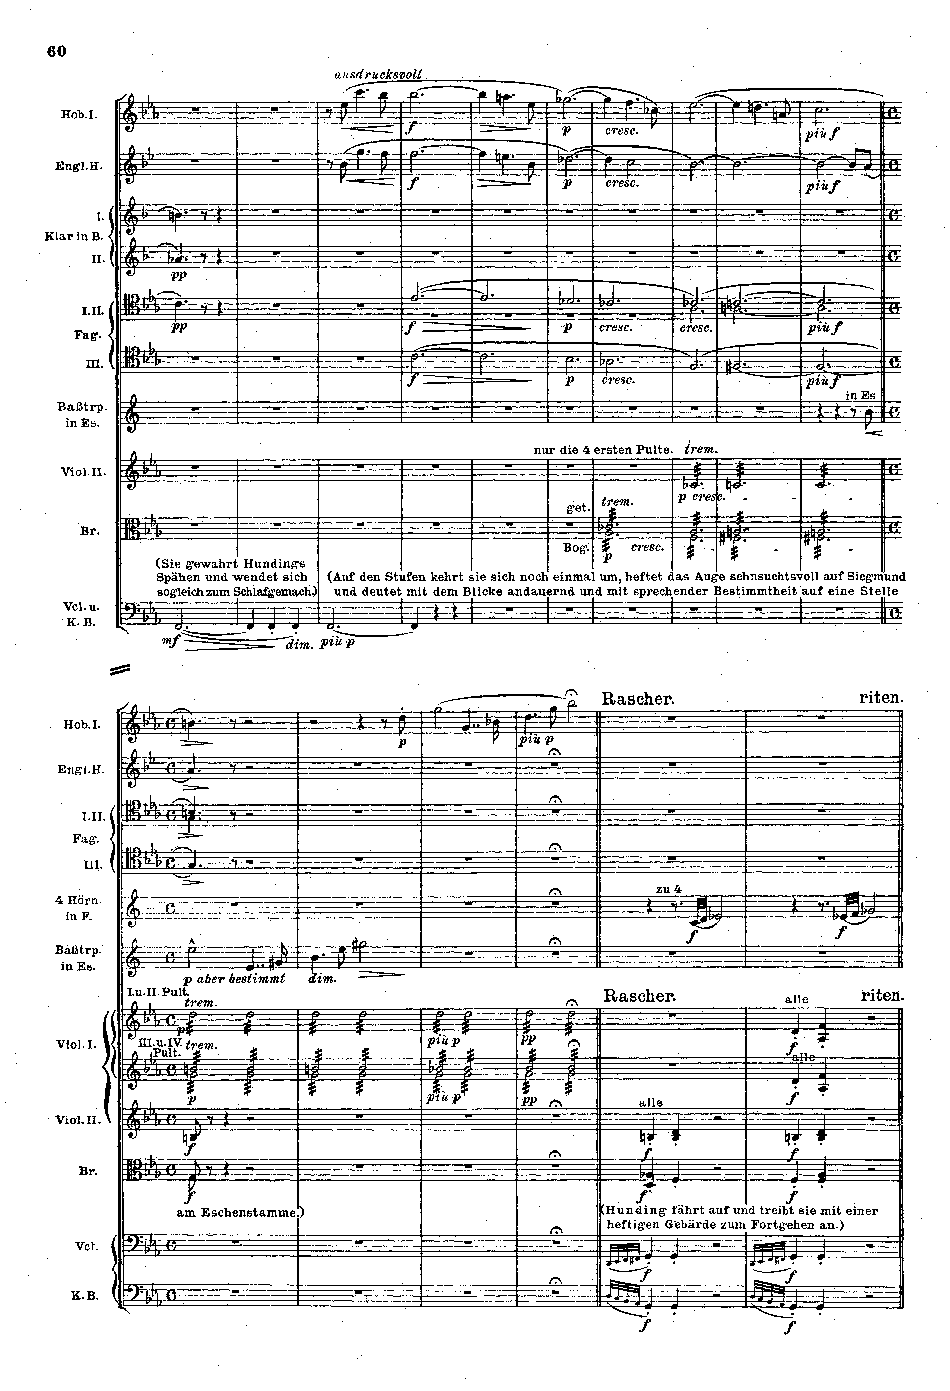 60
ausdrucksvoll
Hob. I.
f
p cresc.
più f
Engl. H.
f
p cresc.
più f
I.
Klar in B.
II.
pp
I.II.
pp
f
p cresc. cresc. più f
Fag.
III.
f
p cresc. più f
in Es
Baßtrp.
in Es.
nur die 4 ersten Pulte. trem.
Viol. II.
p cresc.
get. trem.
Br.
Bog. p cresc.
(Sie gewahrt Hundings
Spähen und wendet sich
sogleich zum Schlafgemach.)
(Auf den Stufen kehrt sie sich noch einmal um, heftet das Auge sehnsuchtsvoll auf Siegmund
und deutet mit dem Blicke andauernd und mit sprechender Bestimmtheit auf eine Stelle
Vcl. u.
K. B.
mf dim. più p
Rascher. riten.
Hob. I.
p più p
Engl. H.
I.II.
Fag.
III.
4 Hörn.
in F.
zu 4
f f
Baßtrp.
in Es.
p aber bestimmt dim.
I.u.II. Pult.
trem.
Rascher. alle riten.
Viol. I.
p
più p pp f
III.u.IV.
Pult. trem.
alle
p più p pp f
Viol. II.
alle
f f f
Br.
f f f
am Eschenstamme.)
(Hunding fährt auf und treibt sie mit einer
heftigen Gebärde zum Fortgehen an.)
Vcl.
f f
K. B.
f f